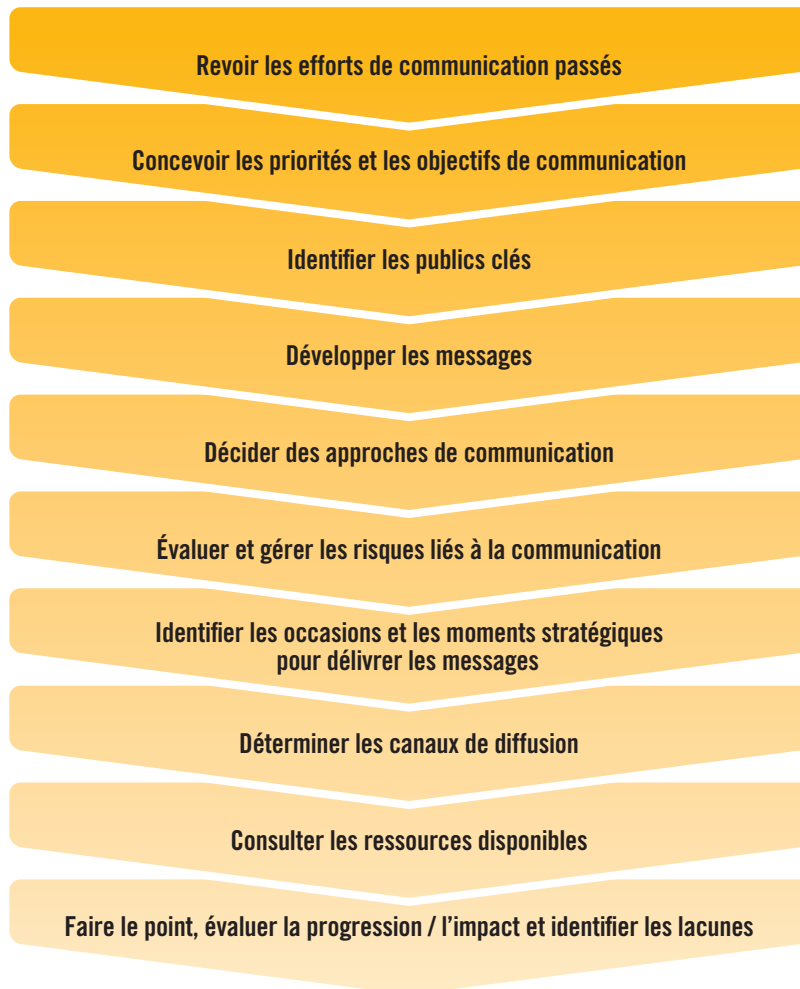 Revoir les efforts de communication passés
Concevoir les priorités et les objectifs de communication
Identifier les publics clés
Développer les messages
Décider des approches de communication
Évaluer et gérer les risques liés à la communication
Identifier les occasions et les moments stratégiques
pour délivrer les messages
Déterminer les canaux de diffusion
Consulter les ressources disponibles
Faire le point, évaluer la progression / l’impact et identifier les lacunes